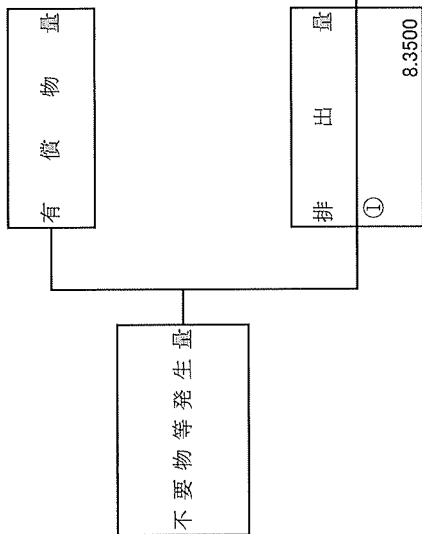 不要物等発生量
有償物量
排出量
①
8.3500